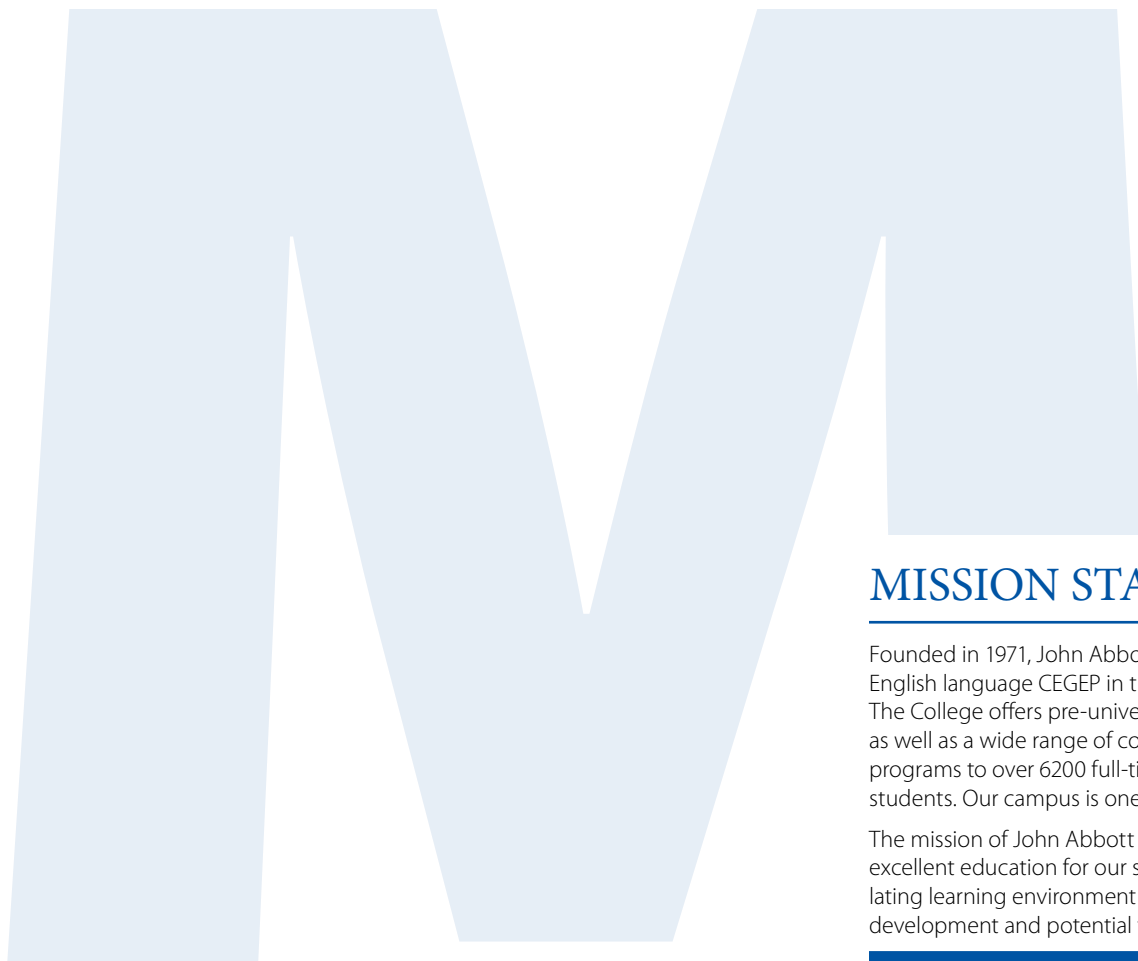 M
MISSION STA
Founded in 1971, John Abbo
English language CEGEP in t
The College offers pre-unive
as well as a wide range of co
programs to over 6200 full-ti
students. Our campus is one
The mission of John Abbott
excellent education for our s
lating learning environment
development and potential